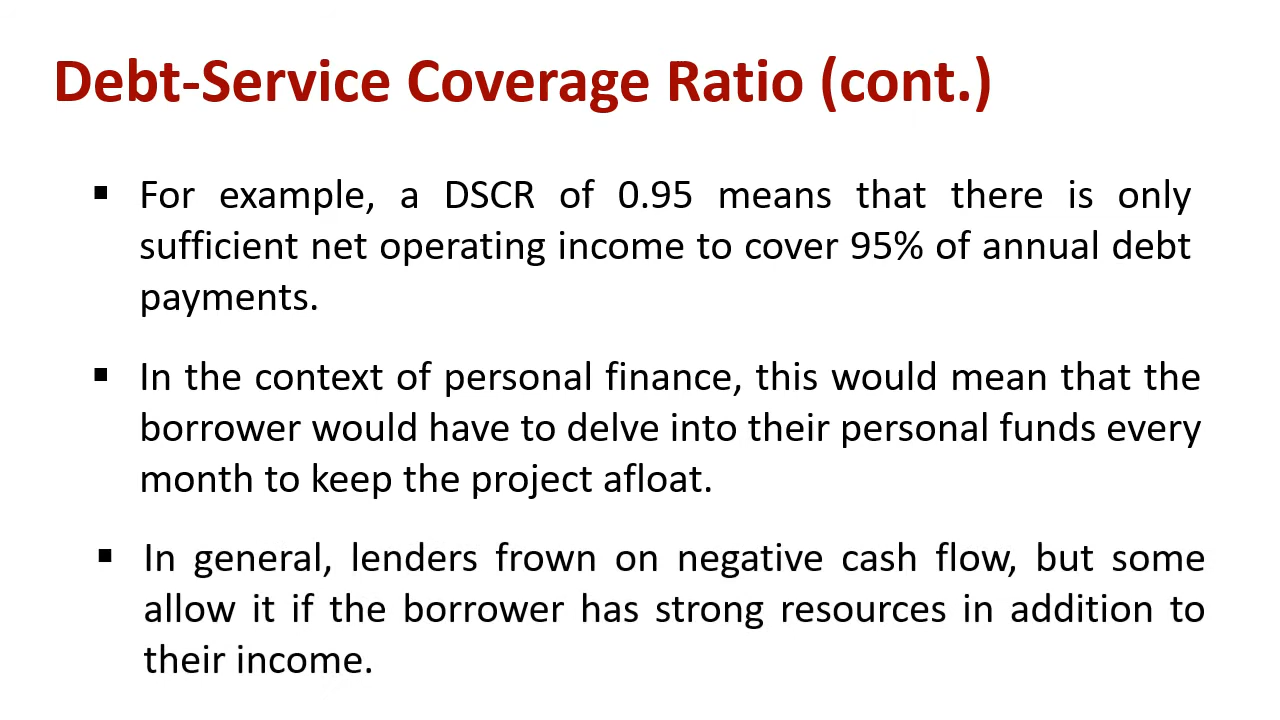 Debt-Service Coverage Ratio (cont.)
▪ For example, a DSCR of 0.95 means that there is only
sufficient net operating income to cover 95% of annual debt
payments.
▪ In the context of personal finance, this would mean that the
borrower would have to delve into their personal funds every
month to keep the project afloat.
▪ In general, lenders frown on negative cash flow, but some
allow it if the borrower has strong resources in addition to
their income.